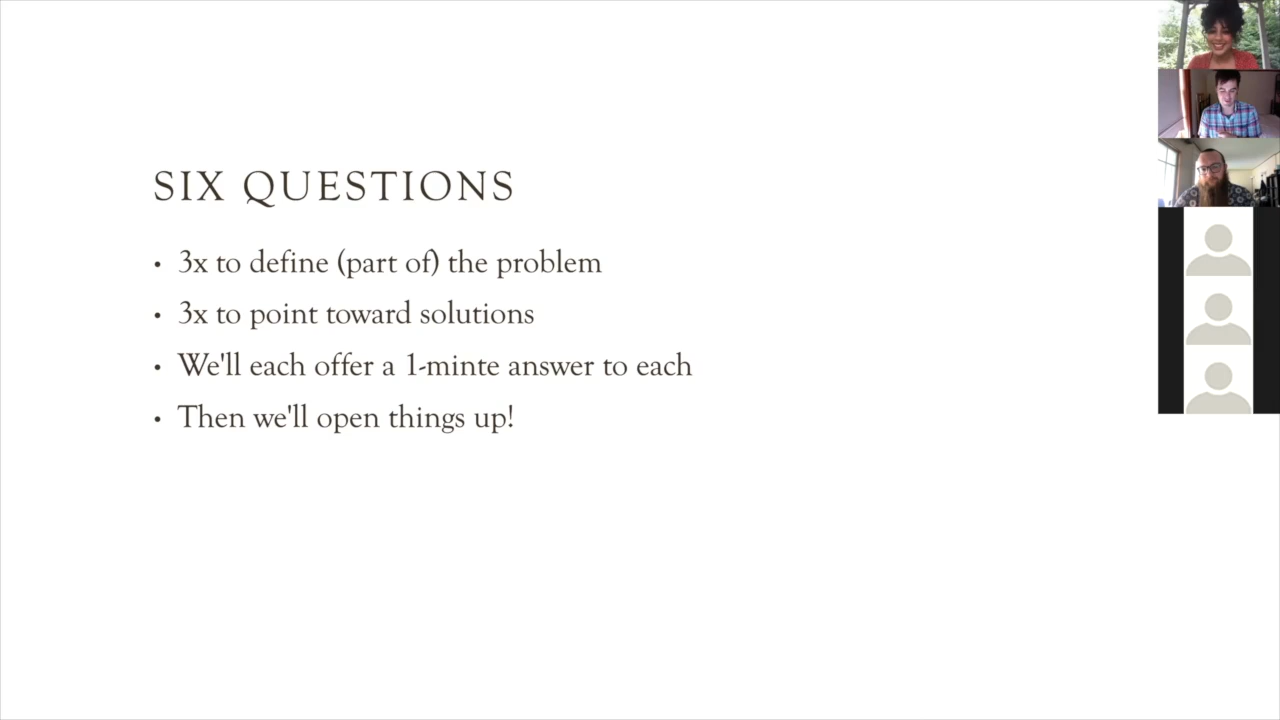 SIX QUESTIONS
• 3x to define (part of) the problem
• 3x to point toward solutions
• We'll each offer a 1-minte answer to each
• Then we'll open things up!